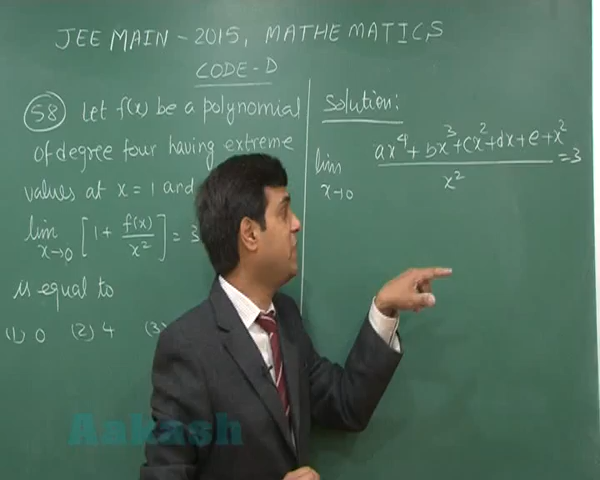 JEE MAIN - 2015, MATHEMATICS
CODE-D
58 Let f(x) be a polynomial
of degree four having extreme
values at x = 1 and
lim x→0 [1 + f(x)/x²] = 3
is equal to
(1) 0 (2) 4 (3)
Solution:
lim x→0 (ax⁴ + bx³ + cx² + dx + e + x²)/x² = 3
Aakash